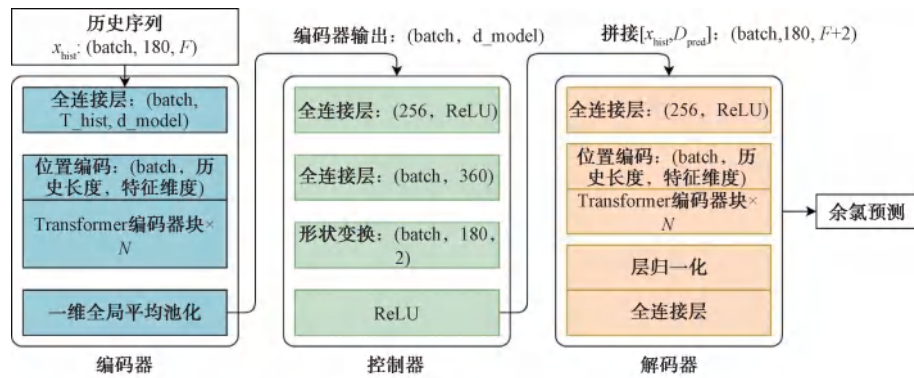 历史序列
x_hist: (batch, 180, F)
编码器输出：(batch, d_model)
拼接[x_hist,D_pred]：(batch,180, F+2)
全连接层：(batch,
T_hist, d_model)
位置编码：(batch，历
史长度，特征维度)
Transformer编码器块×
N
一维全局平均池化
编码器
全连接层：(256，ReLU)
全连接层：(batch, 360)
形状变换：(batch, 180,
2)
ReLU
控制器
全连接层：(256，ReLU)
位置编码：(batch，历
史长度，特征维度)
Transformer编码器块×
N
层归一化
全连接层
解码器
余氯预测